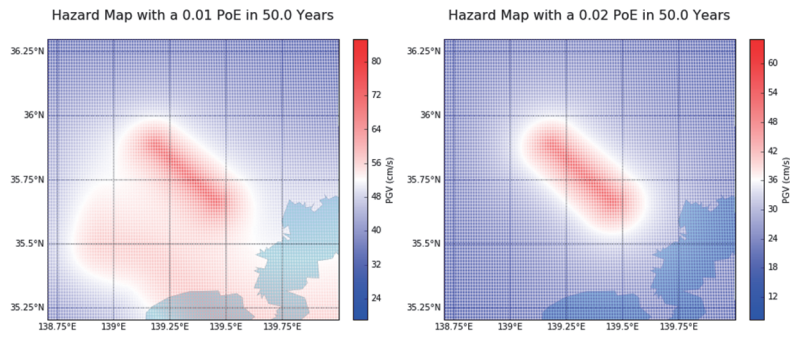 Hazard Map with a 0.01 PoE in 50.0 Years
36.25°N
36°N
35.75°N
35.5°N
35.25°N
138.75°E 139°E 139.25°E 139.5°E 139.75°E
80
72
64
56
48
40
32
24
PGV (cm/s)
Hazard Map with a 0.02 PoE in 50.0 Years
36.25°N
36°N
35.75°N
35.5°N
35.25°N
138.75°E 139°E 139.25°E 139.5°E 139.75°E
60
54
48
42
36
30
24
18
12
PGV (cm/s)